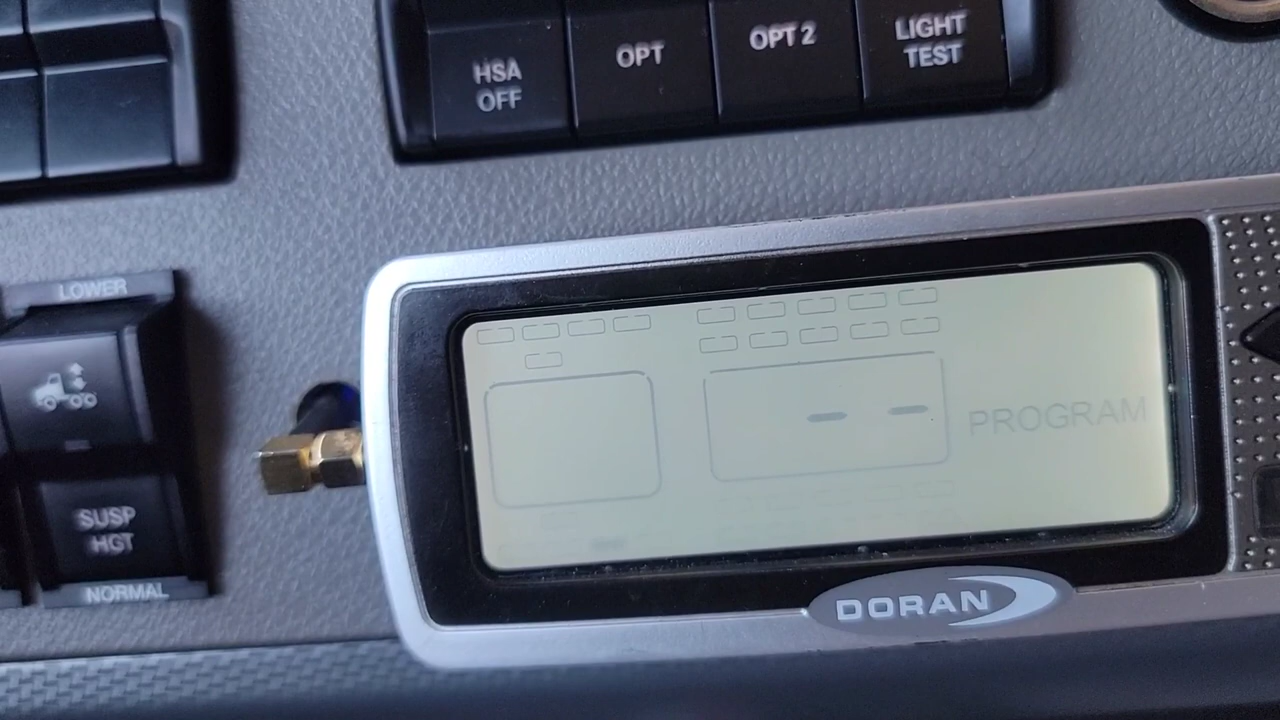 HSA
OFF
OPT
OPT 2
LIGHT
TEST
LOWER
SUSP
HGT
NORMAL
- -
PROGRAM
DORAN